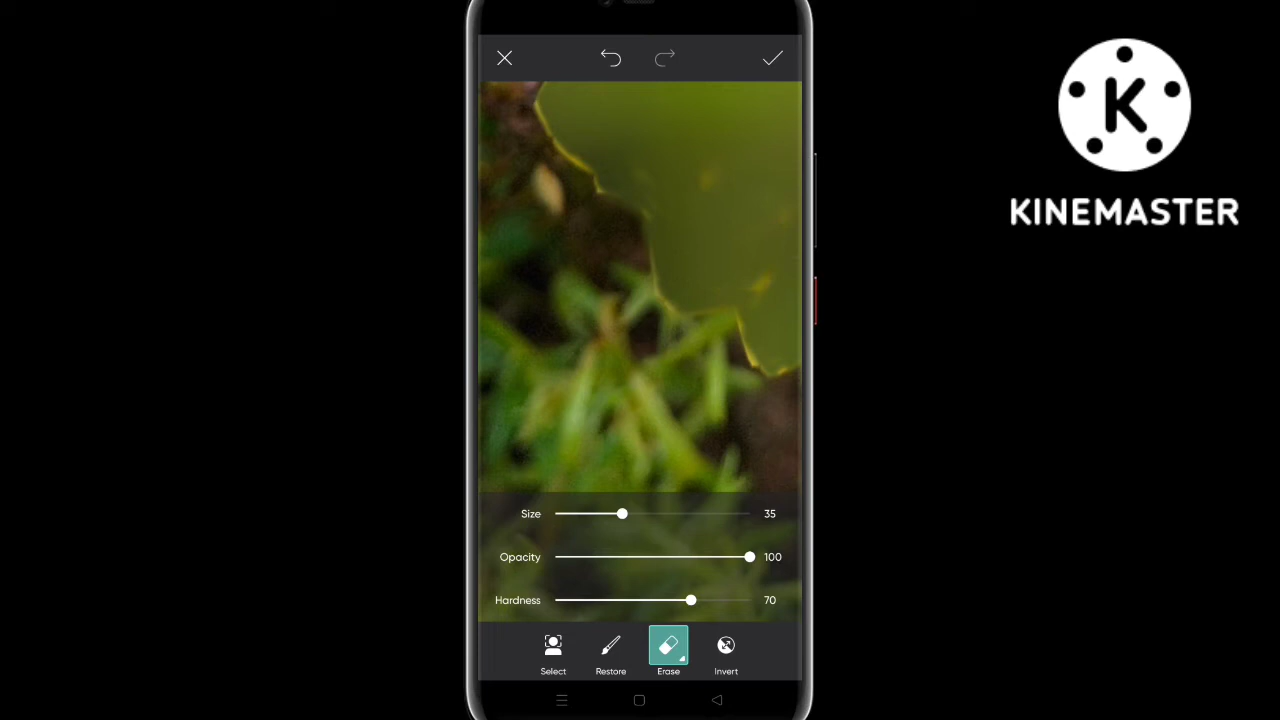 K
KINEMASTER
Size 35
Opacity 100
Hardness 70
Select Restore Erase Invert